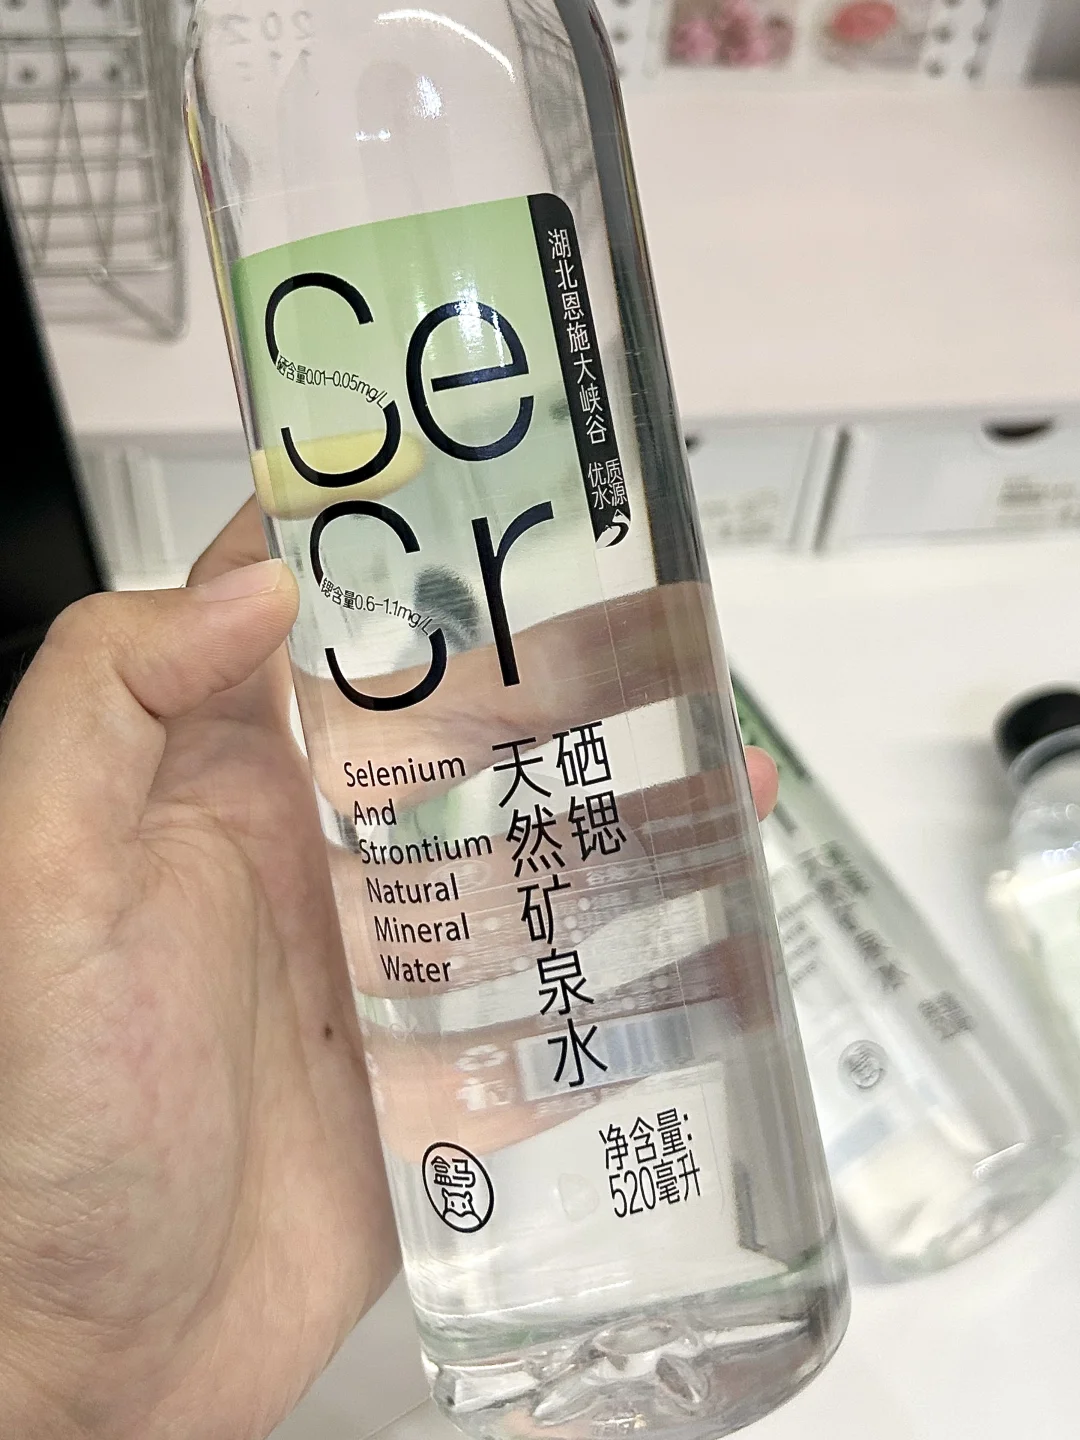 Se
硒含量0.01-0.05mg/L
Sr
锶含量0.6-1.1mg/L
湖北恩施大峡谷
优质
水源
Selenium
And
Strontium
Natural
Mineral
Water
硒锶
天然矿泉水
盒马
净含量:
520毫升